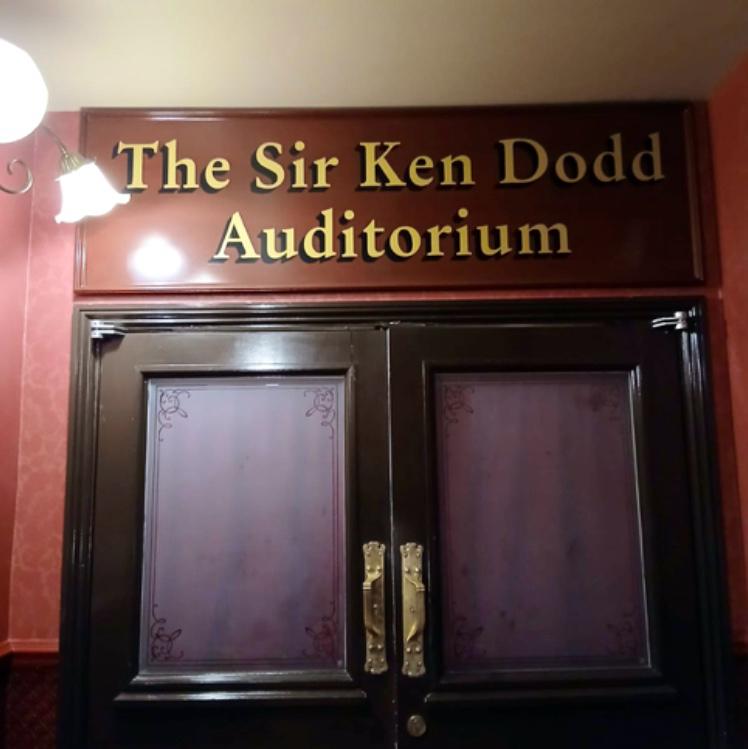 The Sir Ken Dodd
Auditorium